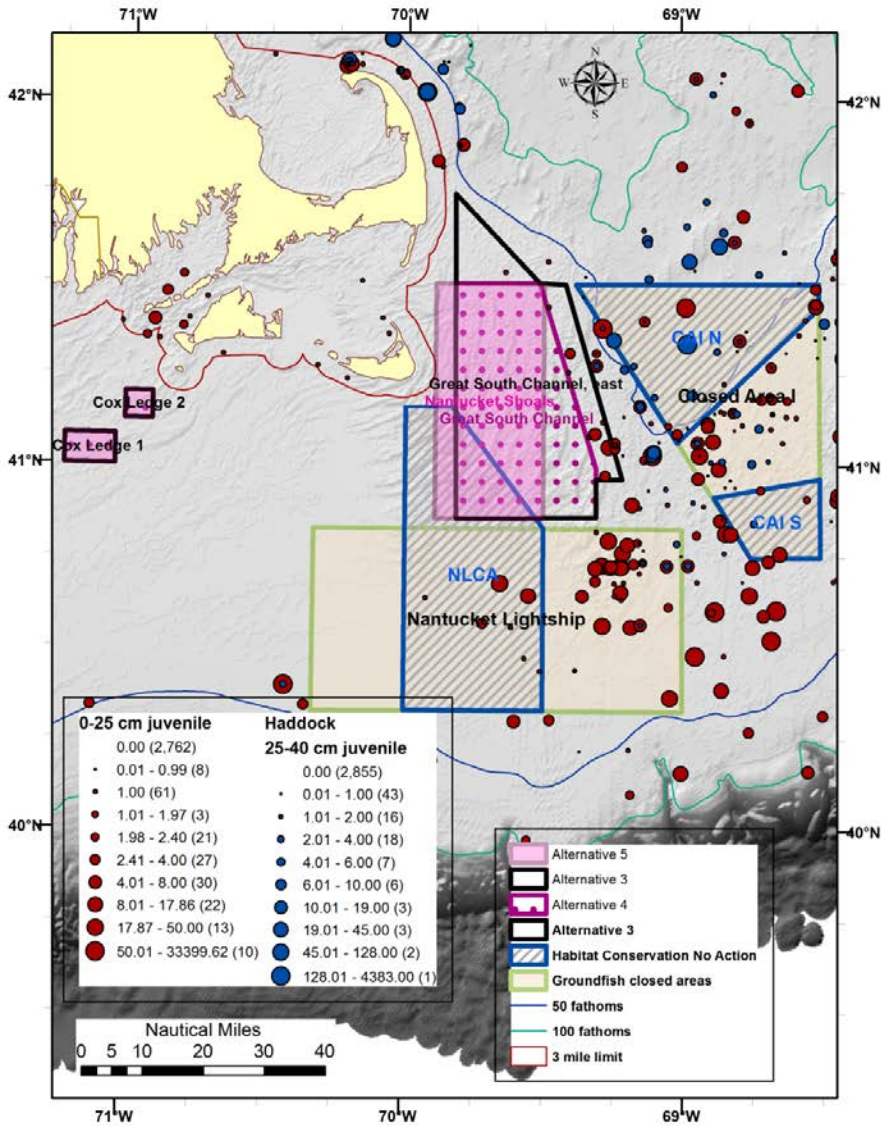 71°W
70°W
69°W
N
W E
S
42°N
42°N
CAI N
Great South Channel, east
Closed Area I
Nantucket Shoals
Cox Ledge 2
Great South Channel
Cox Ledge 1
41°N
41°N
CAI S
NLCA
Nantucket Lightship
0-25 cm juvenile
0.00 (2,762)
0.01 - 0.99 (8)
1.00 (61)
1.01 - 1.97 (3)
1.98 - 2.40 (21)
2.41 - 4.00 (27)
4.01 - 8.00 (30)
8.01 - 17.86 (22)
17.87 - 50.00 (13)
50.01 - 33399.62 (10)
Haddock
25-40 cm juvenile
0.00 (2,855)
0.01 - 1.00 (43)
1.01 - 2.00 (16)
2.01 - 4.00 (18)
4.01 - 6.00 (7)
6.01 - 10.00 (6)
10.01 - 19.00 (3)
19.01 - 45.00 (3)
45.01 - 128.00 (2)
128.01 - 4383.00 (1)
40°N
40°N
Alternative 5
Alternative 3
Alternative 4
Alternative 3
Habitat Conservation No Action
Groundfish closed areas
50 fathoms
100 fathoms
3 mile limit
Nautical Miles
0 5 10 20 30 40
71°W
70°W
69°W